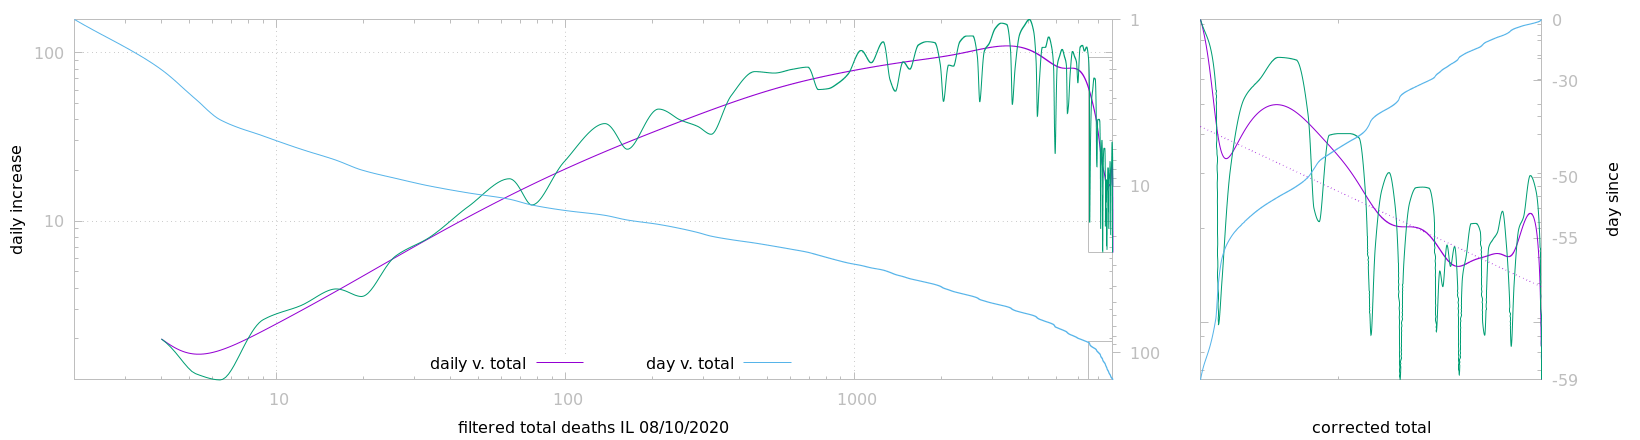 100
10
daily increase
daily v. total
day v. total
1
10
100
10
100
1000
filtered total deaths IL 08/10/2020
0
-30
-50
-55
-59
day since
corrected total